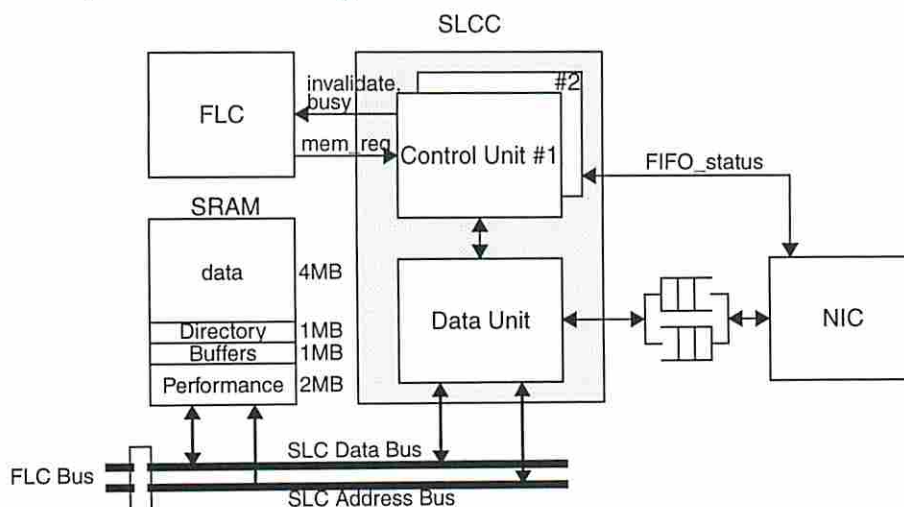 SLCC
FLC
invalidate,
busy
mem_req
#2
Control Unit #1
FIFO_status
SRAM
data
4MB
Directory
1MB
Buffers
1MB
Performance
2MB
Data Unit
NIC
SLC Data Bus
FLC Bus
SLC Address Bus